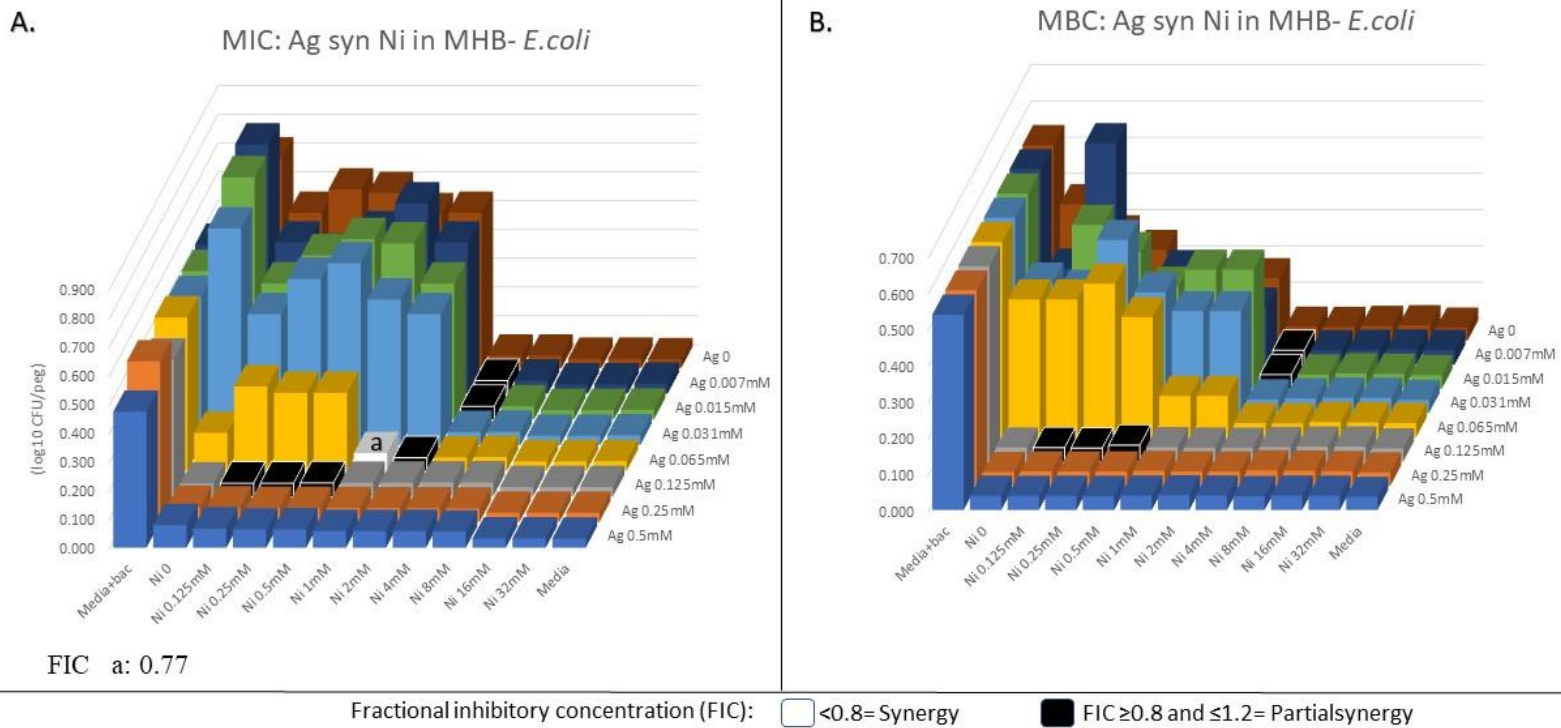 A.
MIC: Ag syn Ni in MHB- E.coli
(log10 CFU/peg)
0.900
0.800
0.700
0.600
0.500
0.400
0.300
0.200
0.100
0.000
a
Ag 0
Ag 0.007mM
Ag 0.015mM
Ag 0.031mM
Ag 0.065mM
Ag 0.125mM
Ag 0.25mM
Ag 0.5mM
Media+bac
Ni 0
Ni 0.125mM
Ni 0.25mM
Ni 0.5mM
Ni 1mM
Ni 2mM
Ni 4mM
Ni 8mM
Ni 16mM
Ni 32mM
Media
FIC a: 0.77
B.
MBC: Ag syn Ni in MHB- E.coli
0.700
0.600
0.500
0.400
0.300
0.200
0.100
0.000
Ag 0
Ag 0.007mM
Ag 0.015mM
Ag 0.031mM
Ag 0.065mM
Ag 0.125mM
Ag 0.25mM
Ag 0.5mM
Media+bac
Ni 0
Ni 0.125mM
Ni 0.25mM
Ni 0.5mM
Ni 1mM
Ni 2mM
Ni 4mM
Ni 8mM
Ni 16mM
Ni 32mM
Media
Fractional inhibitory concentration (FIC): <0.8= Synergy FIC ≥0.8 and ≤1.2= Partialsynergy